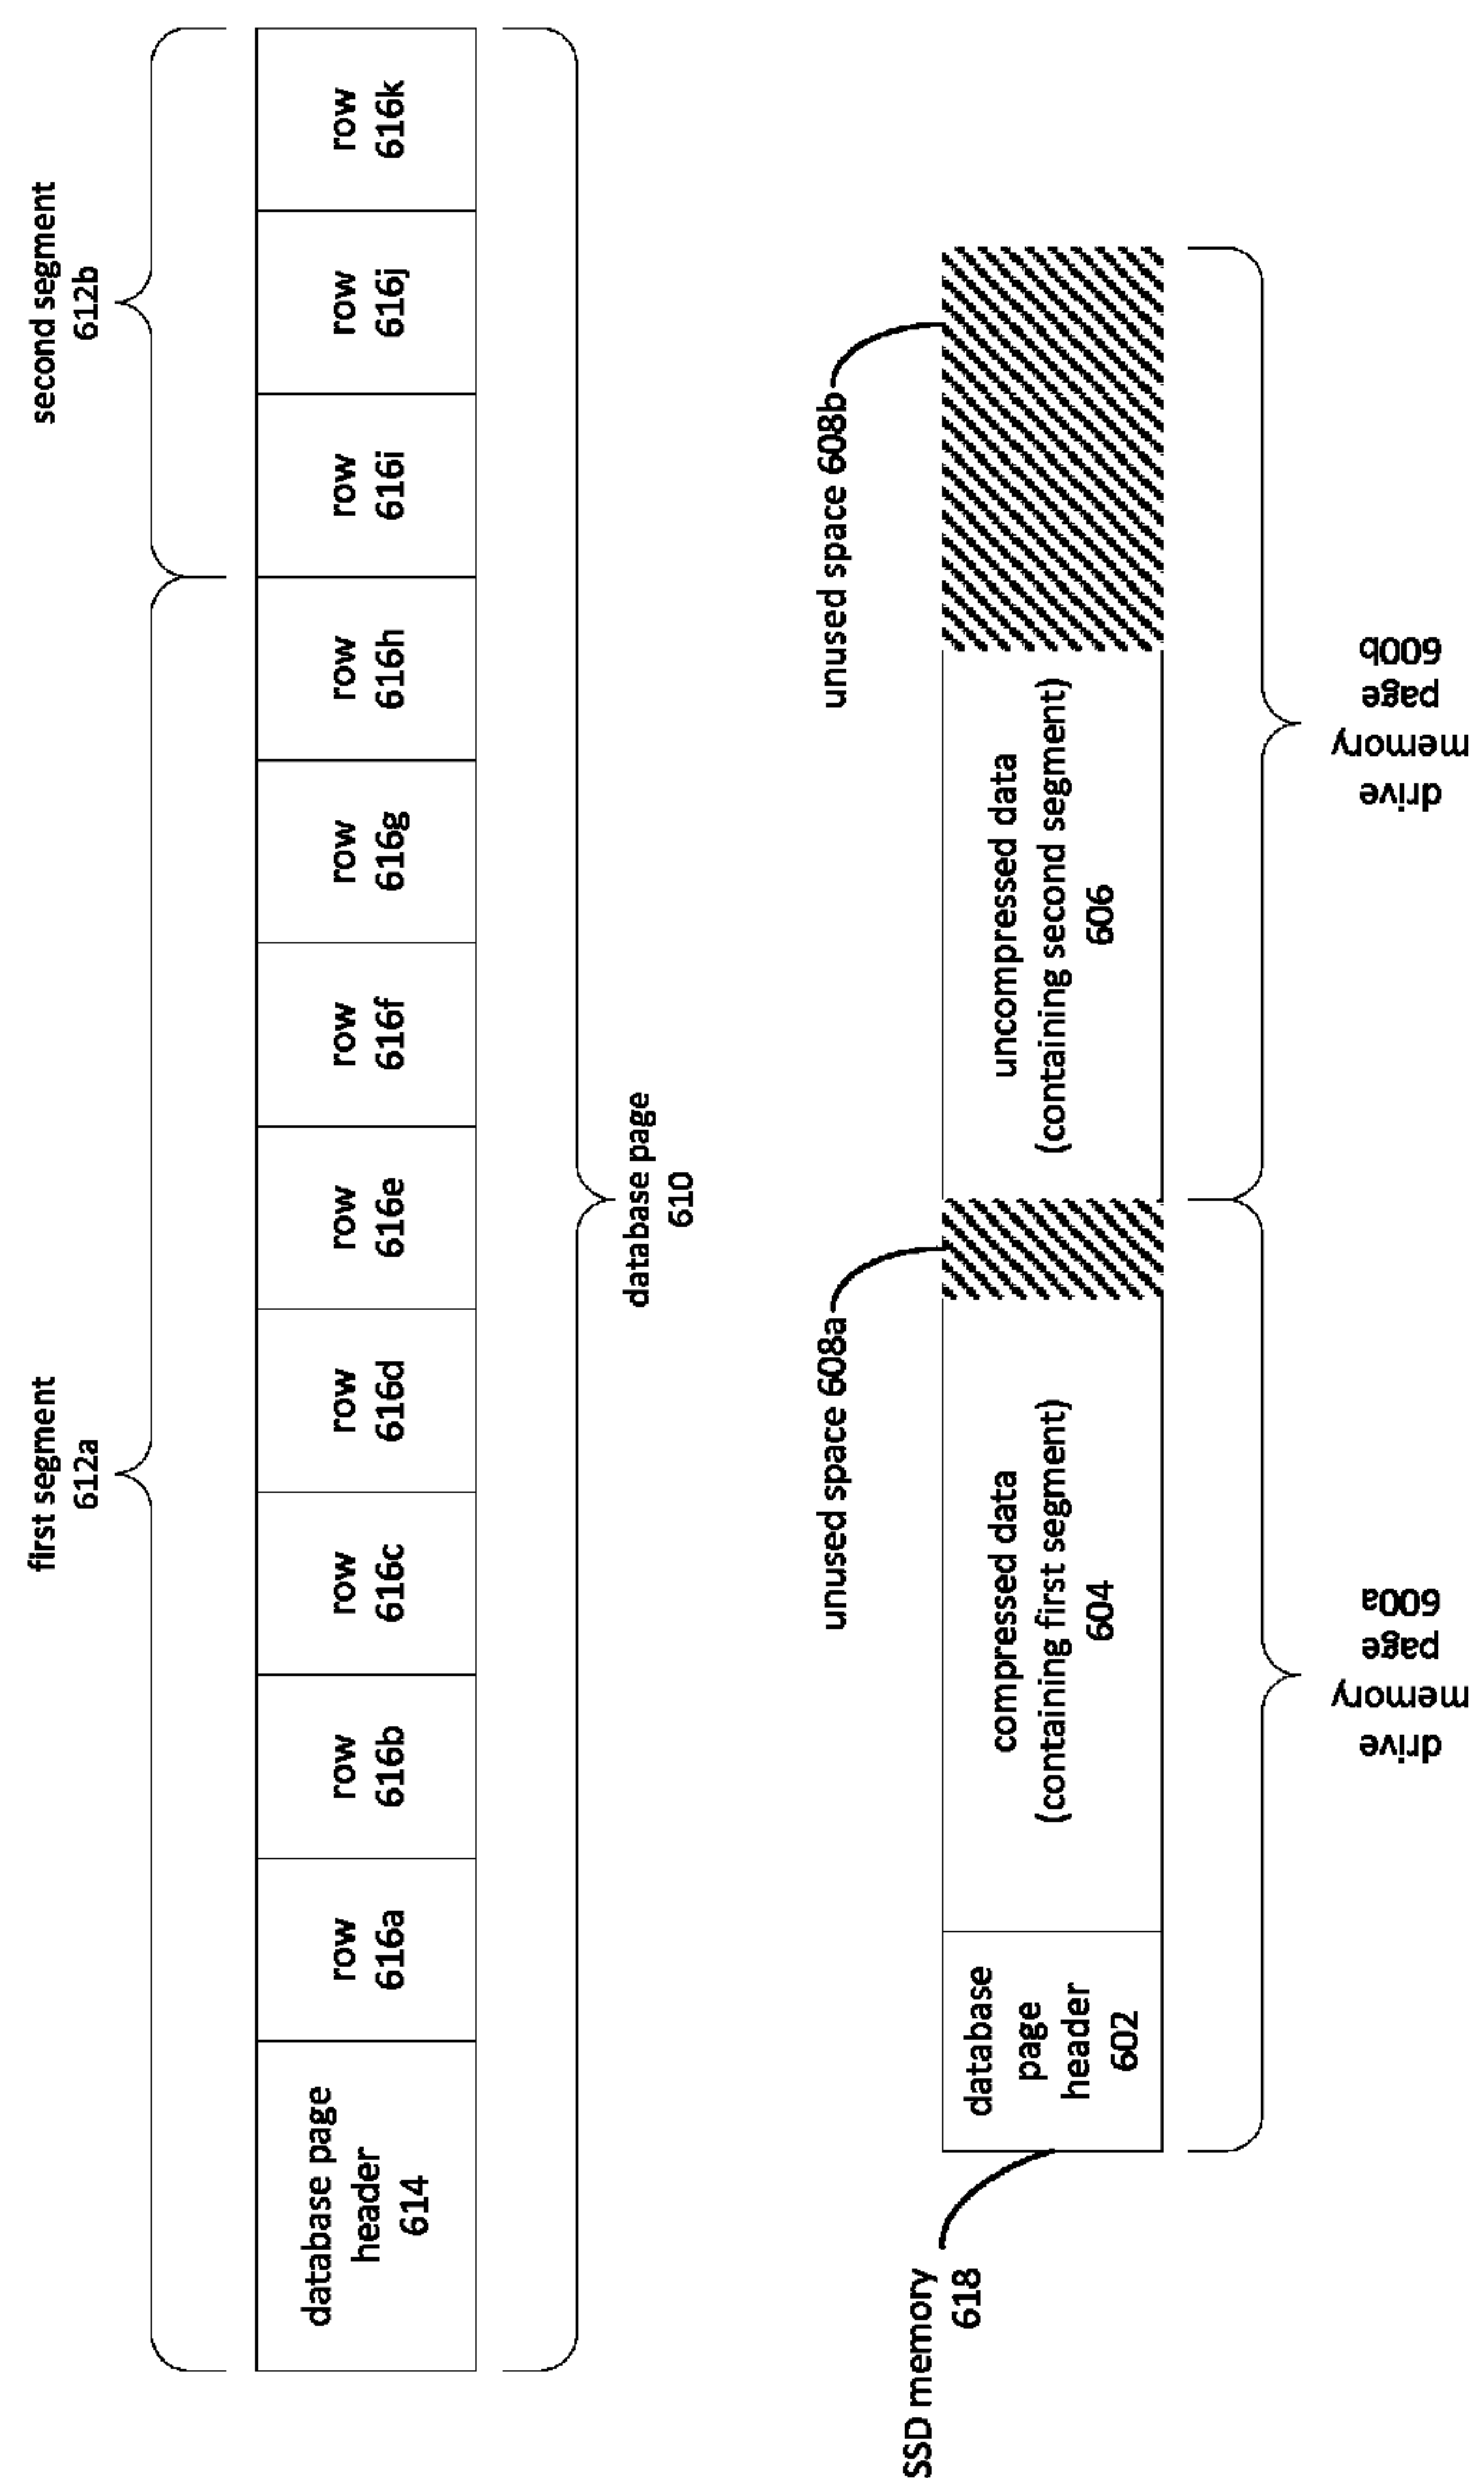 first segment
612a
second segment
612b
database page
header
614
row
616a
row
616b
row
616c
row
616d
row
616e
row
616f
row
616g
row
616h
row
616i
row
616j
row
616k
database page
610
unused space 608a
unused space 608b
SSD memory
618
database
page
header
602
compressed data
(containing first segment)
604
uncompressed data
(containing second segment)
606
drive
memory
page
600a
drive
memory
page
600b